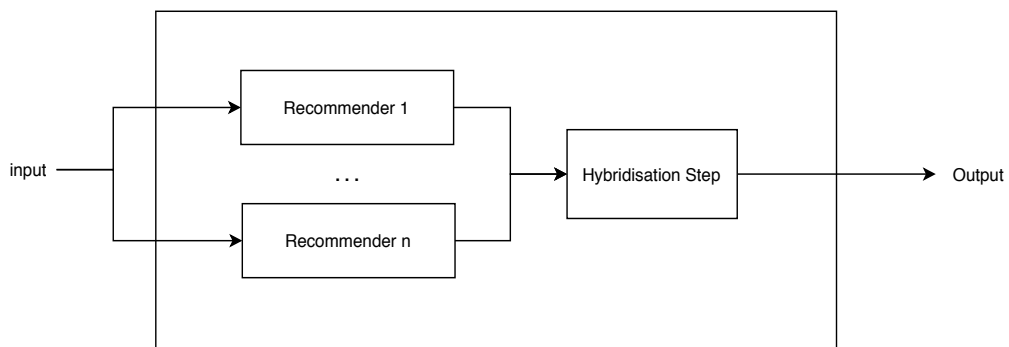 Recommender 1
input
. . .
Hybridisation Step
Output
Recommender n